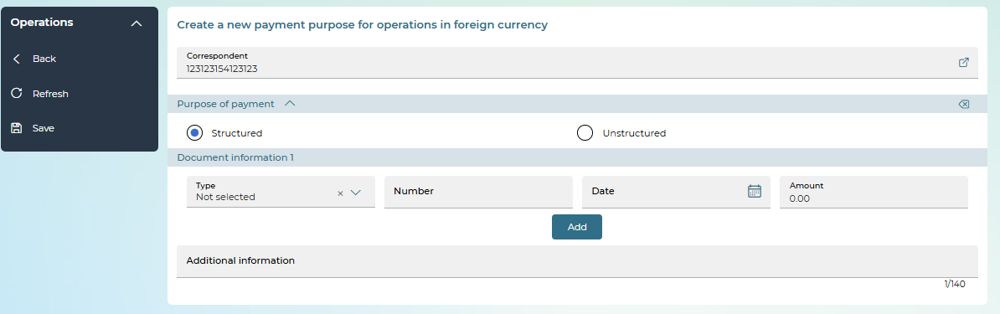 Operations
Back
Refresh
Save
Create a new payment purpose for operations in foreign currency
Correspondent
123123154123123
Purpose of payment
Structured
Unstructured
Document information 1
Type
Not selected
Number
Date
Amount
0.00
Add
Additional information
1/140